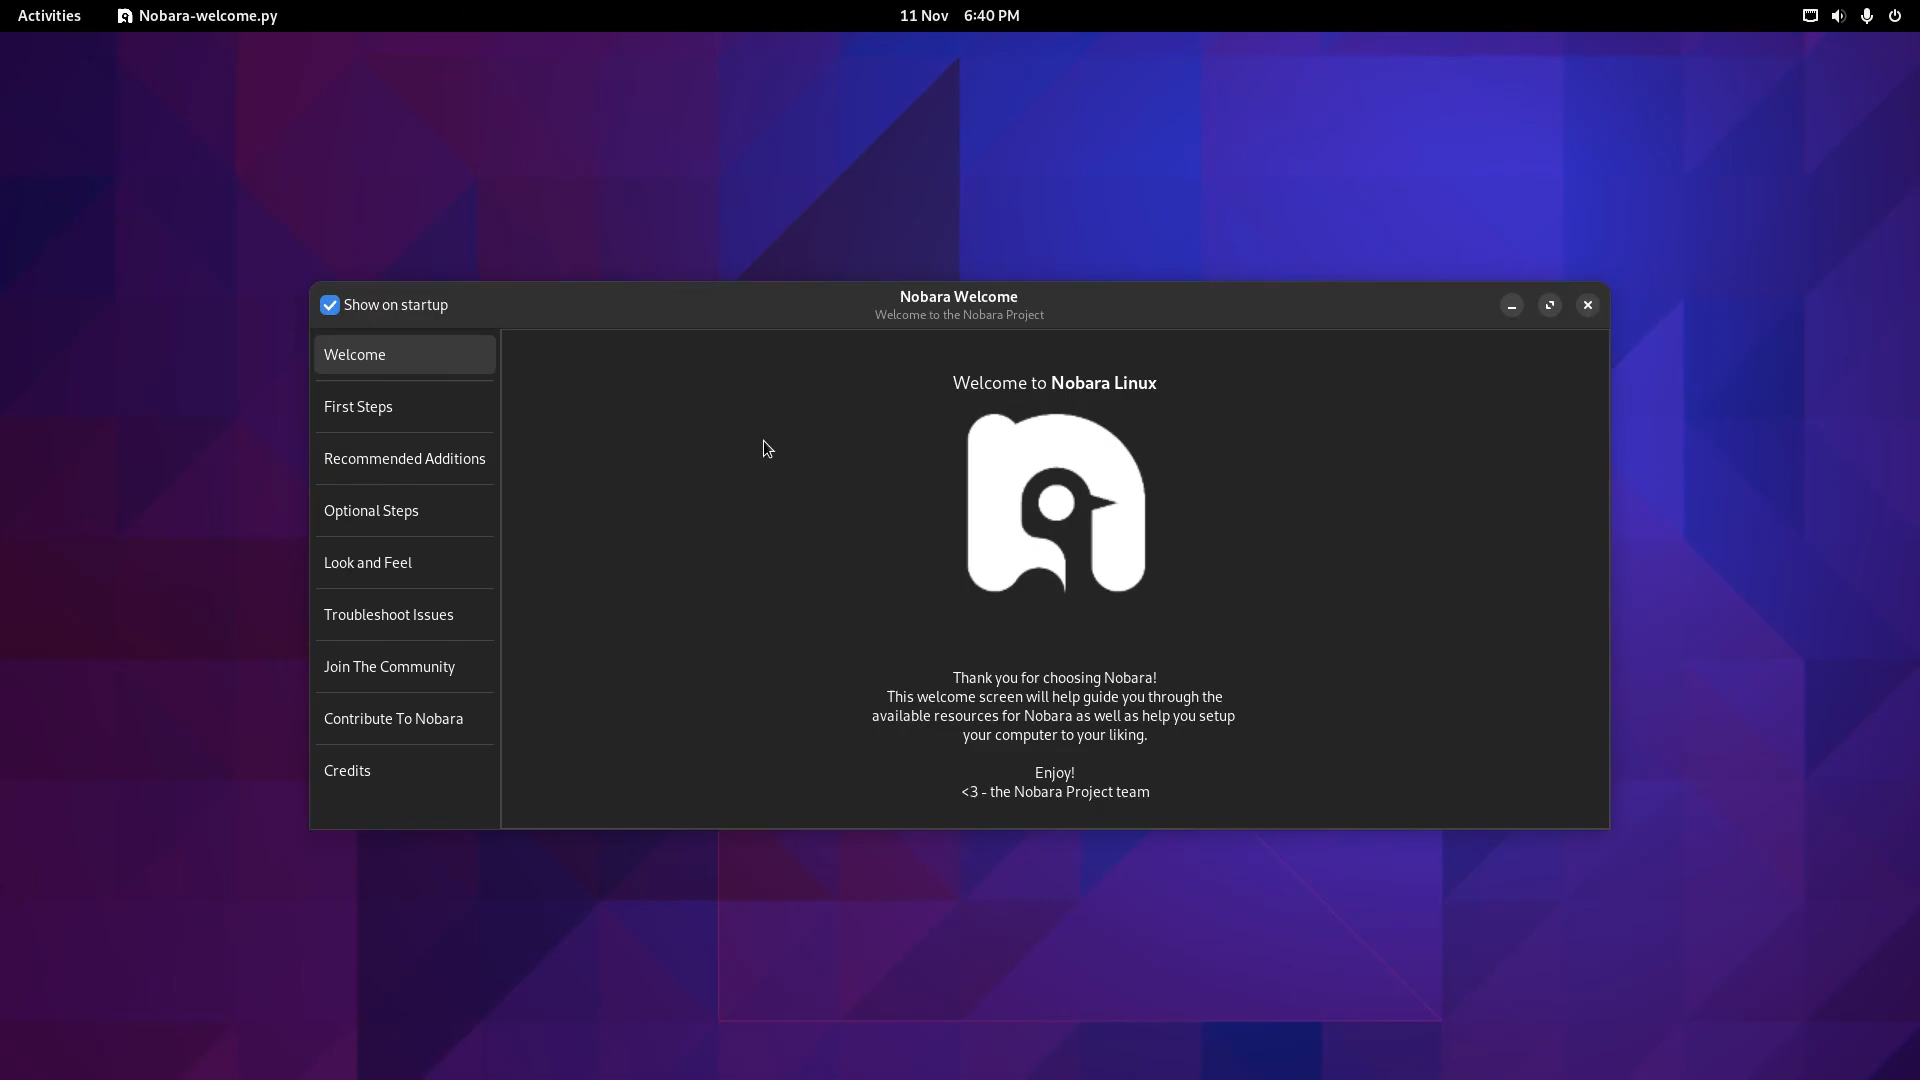 Activities Nobara-welcome.py 11 Nov 6:40 PM
Show on startup
Nobara Welcome
Welcome to the Nobara Project
Welcome
First Steps
Recommended Additions
Optional Steps
Look and Feel
Troubleshoot Issues
Join The Community
Contribute To Nobara
Credits
Welcome to Nobara Linux
Thank you for choosing Nobara!
This welcome screen will help guide you through the
available resources for Nobara as well as help you setup
your computer to your liking.
Enjoy!
<3 - the Nobara Project team